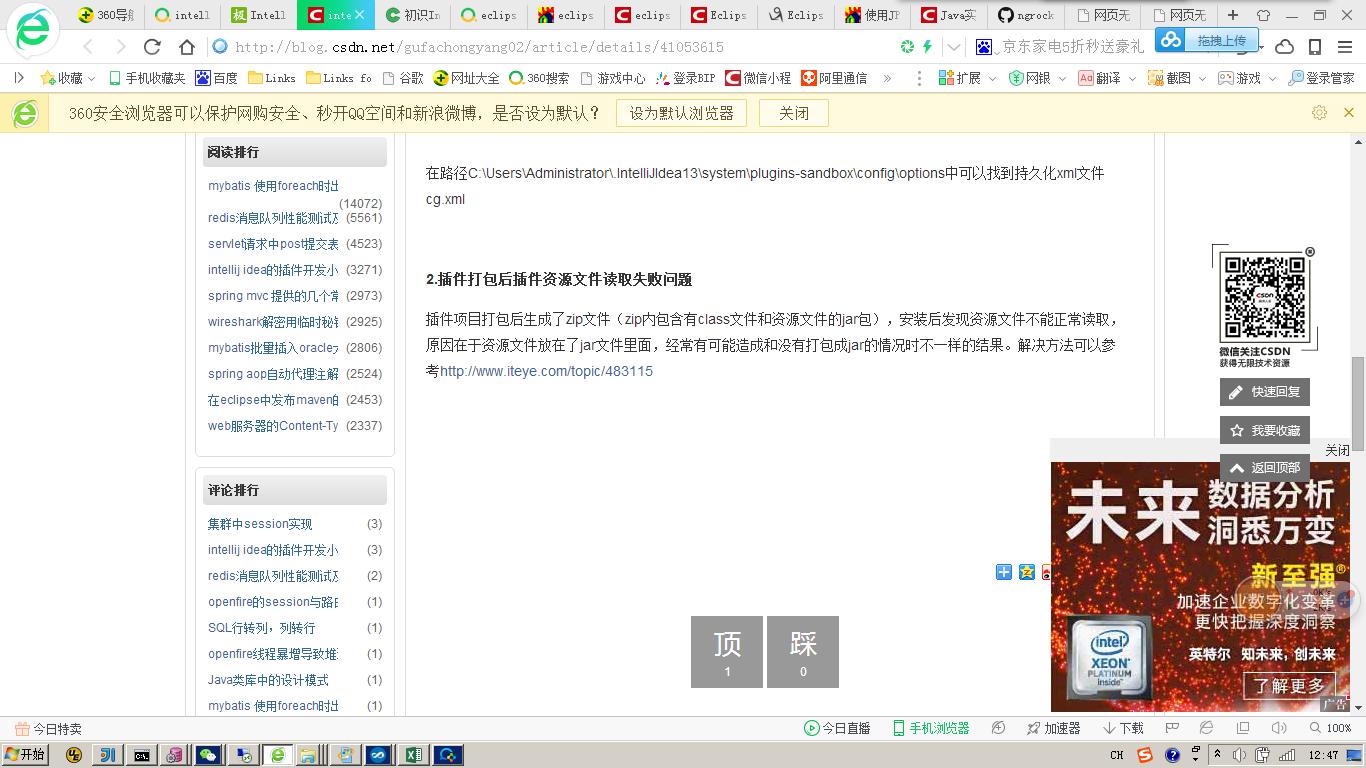 360导航
intell
Intell
inte
初识In
eclips
eclips
eclips
Eclips
Eclips
使用JP
Java实
ngrock
网页无
网页无
http://blog.csdn.net/gufachongyang02/article/details/41053615
京东家电5折秒送豪礼
拖拽上传
收藏
手机收藏夹
百度
Links
Links fo
谷歌
网址大全
360搜索
游戏中心
登录BIP
微信小程
阿里通信
»
扩展
网银
翻译
截图
游戏
登录管家
360安全浏览器可以保护网购安全、秒开QQ空间和新浪微博，是否设为默认？
设为默认浏览器
关闭
阅读排行
mybatis 使用foreach时出
(14072)
redis消息队列性能测试及 (5561)
servlet请求中post提交表 (4523)
intellij idea的插件开发小 (3271)
spring mvc 提供的几个常 (2973)
wireshark解密用临时秘钥 (2925)
mybatis批量插入oracle大 (2806)
spring aop自动代理注解 (2524)
在eclipse中发布maven的 (2453)
web服务器的Content-Ty (2337)
评论排行
集群中session实现 (3)
intellij idea的插件开发小 (3)
redis消息队列性能测试及 (2)
openfire的session与路由 (1)
SQL行转列，列转行 (1)
openfire线程暴增导致堆 (1)
Java类库中的设计模式 (1)
mybatis 使用foreach时出 (1)
在路径C:\Users\Administrator\.IntelliJIdea13\system\plugins-sandbox\config\options中可以找到持久化xml文件
cg.xml
2.插件打包后插件资源文件读取失败问题
插件项目打包后生成了zip文件（zip内包含有class文件和资源文件的jar包），安装后发现资源文件不能正常读取，
原因在于资源文件放在了jar文件里面，经常有可能造成和没有打包成jar的情况时不一样的结果。解决方法可以参
考http://www.iteye.com/topic/483115
顶
1
踩
0
CSDN
微信关注CSDN
获得无限技术资源
快速回复
我要收藏
返回顶部
关闭
未来
数据分析
洞悉万变
新至强®
加速企业数字化变革
更快把握深度洞察
英特尔 知未来，创未来
intel
XEON
PLATINUM
inside
了解更多
广告
今日特卖
今日直播
手机浏览器
加速器
下载
100%
开始
CH
12:47